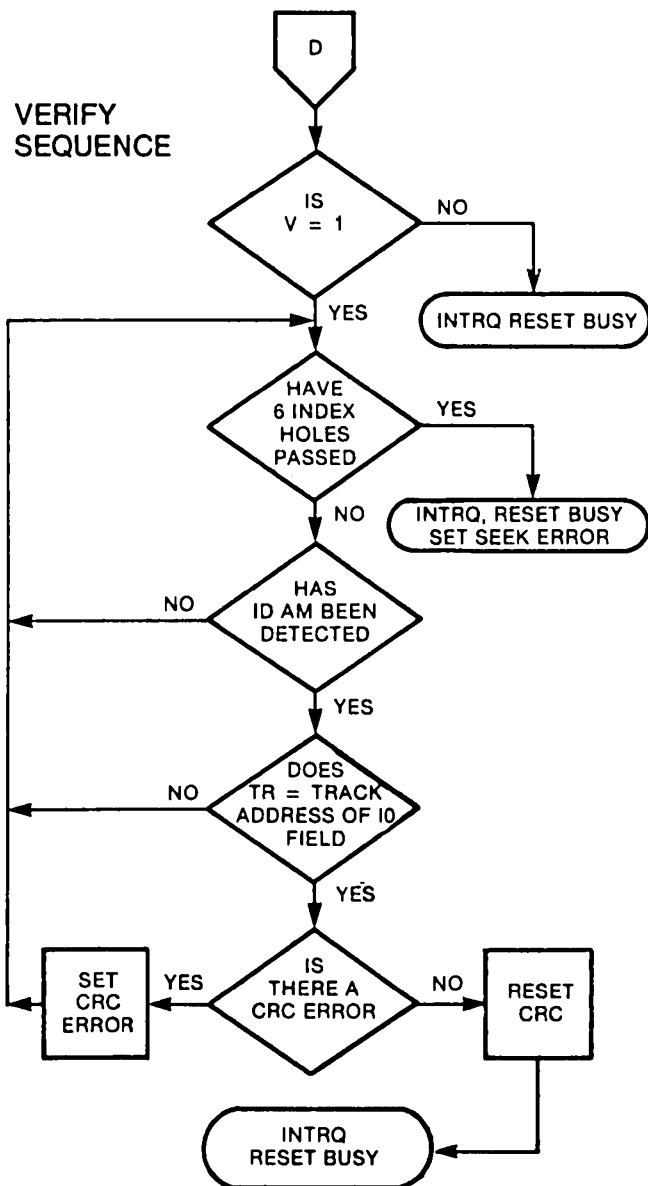 D
VERIFY
SEQUENCE
IS
V = 1
NO
YES
INTRQ RESET BUSY
HAVE
6 INDEX
HOLES
PASSED
YES
NO
INTRQ, RESET BUSY
SET SEEK ERROR
HAS
ID AM BEEN
DETECTED
NO
YES
DOES
TR = TRACK
ADDRESS OF I0
FIELD
NO
YES
IS
THERE A
CRC ERROR
YES
NO
SET
CRC
ERROR
RESET
CRC
INTRQ
RESET BUSY